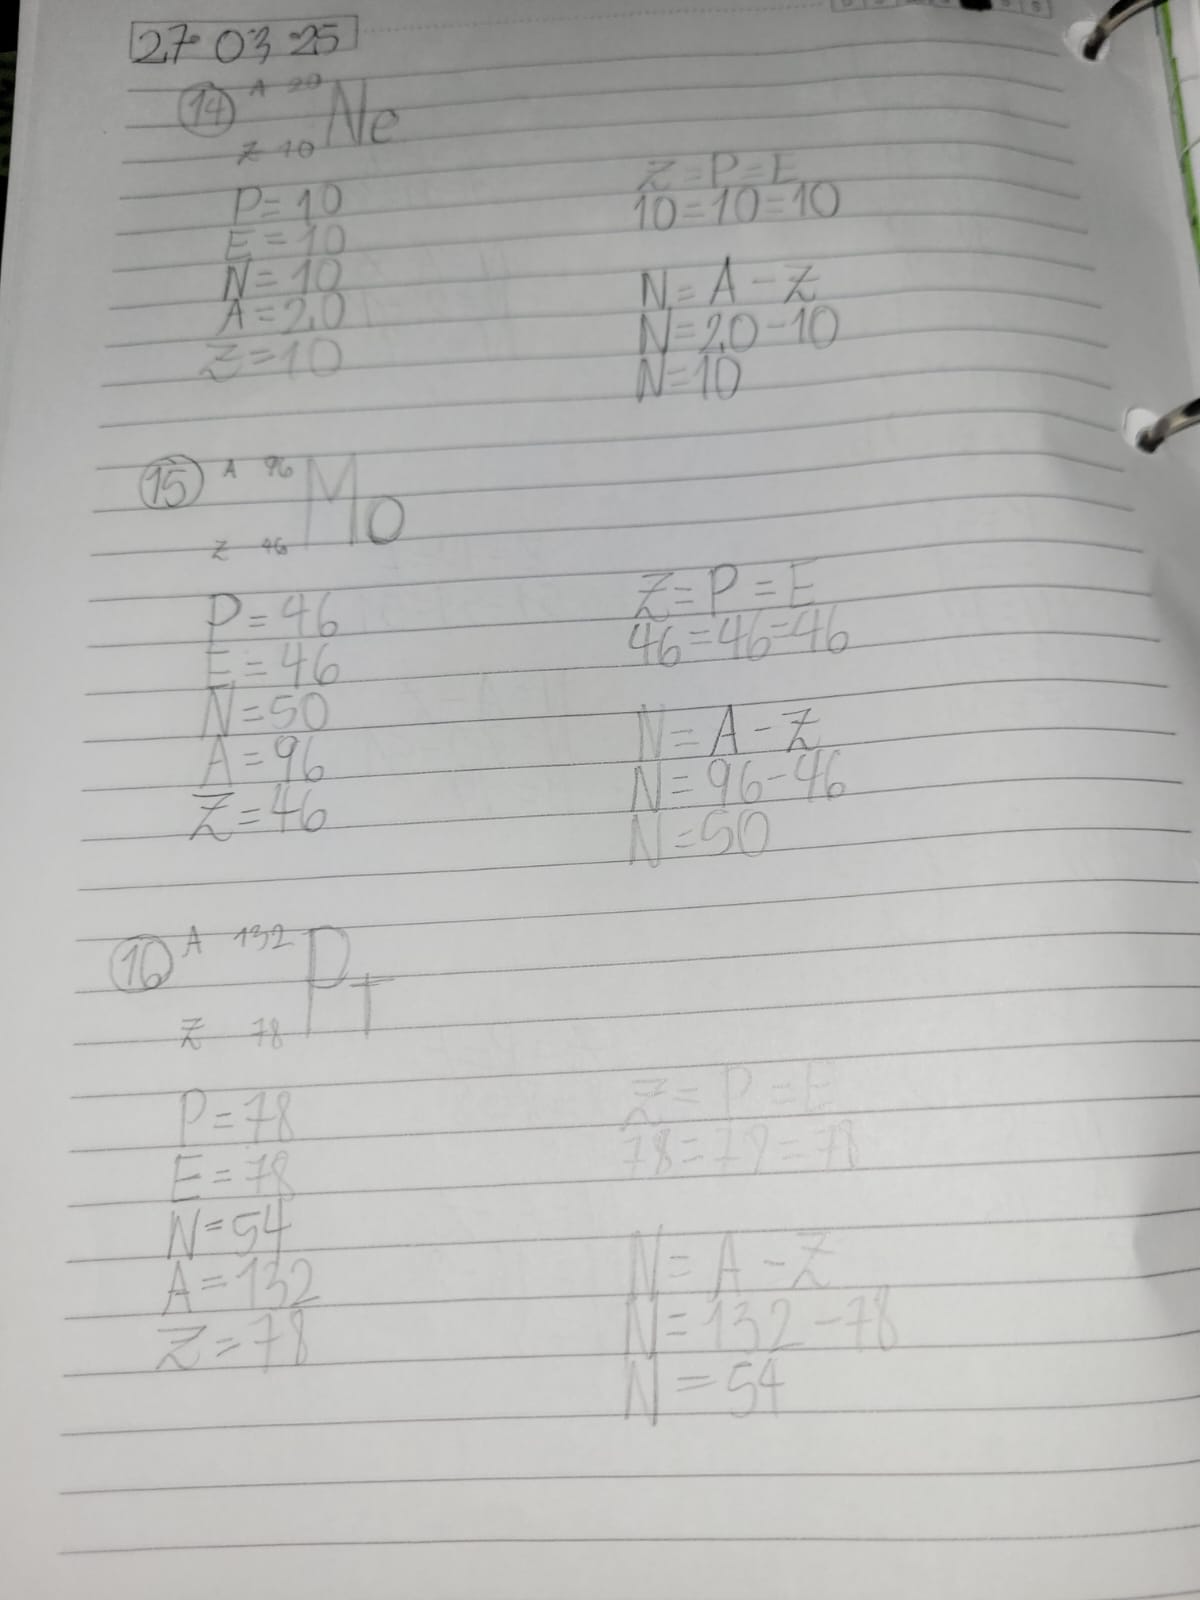 27 03 25
14 A 20 Ne
Z 10
P=10
E=10
N=10
A=20
Z=10
Z=P=E
10=10=10
N=A-Z
N=20-10
N=10
15 A 96 Mo
Z 46
P=46
E=46
N=50
A=96
Z=46
Z=P=E
46=46=46
N=A-Z
N=96-46
N=50
16 A 132 PT
Z 78
P=78
E=78
N=54
A=132
Z=78
Z=P=E
78=78=78
N=A-Z
N=132-78
N=54